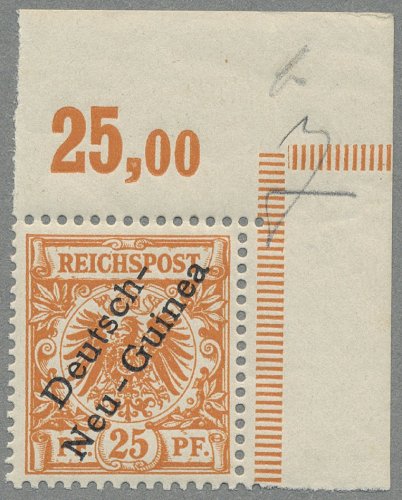 25,00
REICHSPOST
Deutsch-
Neu-Guinea
25 PF.